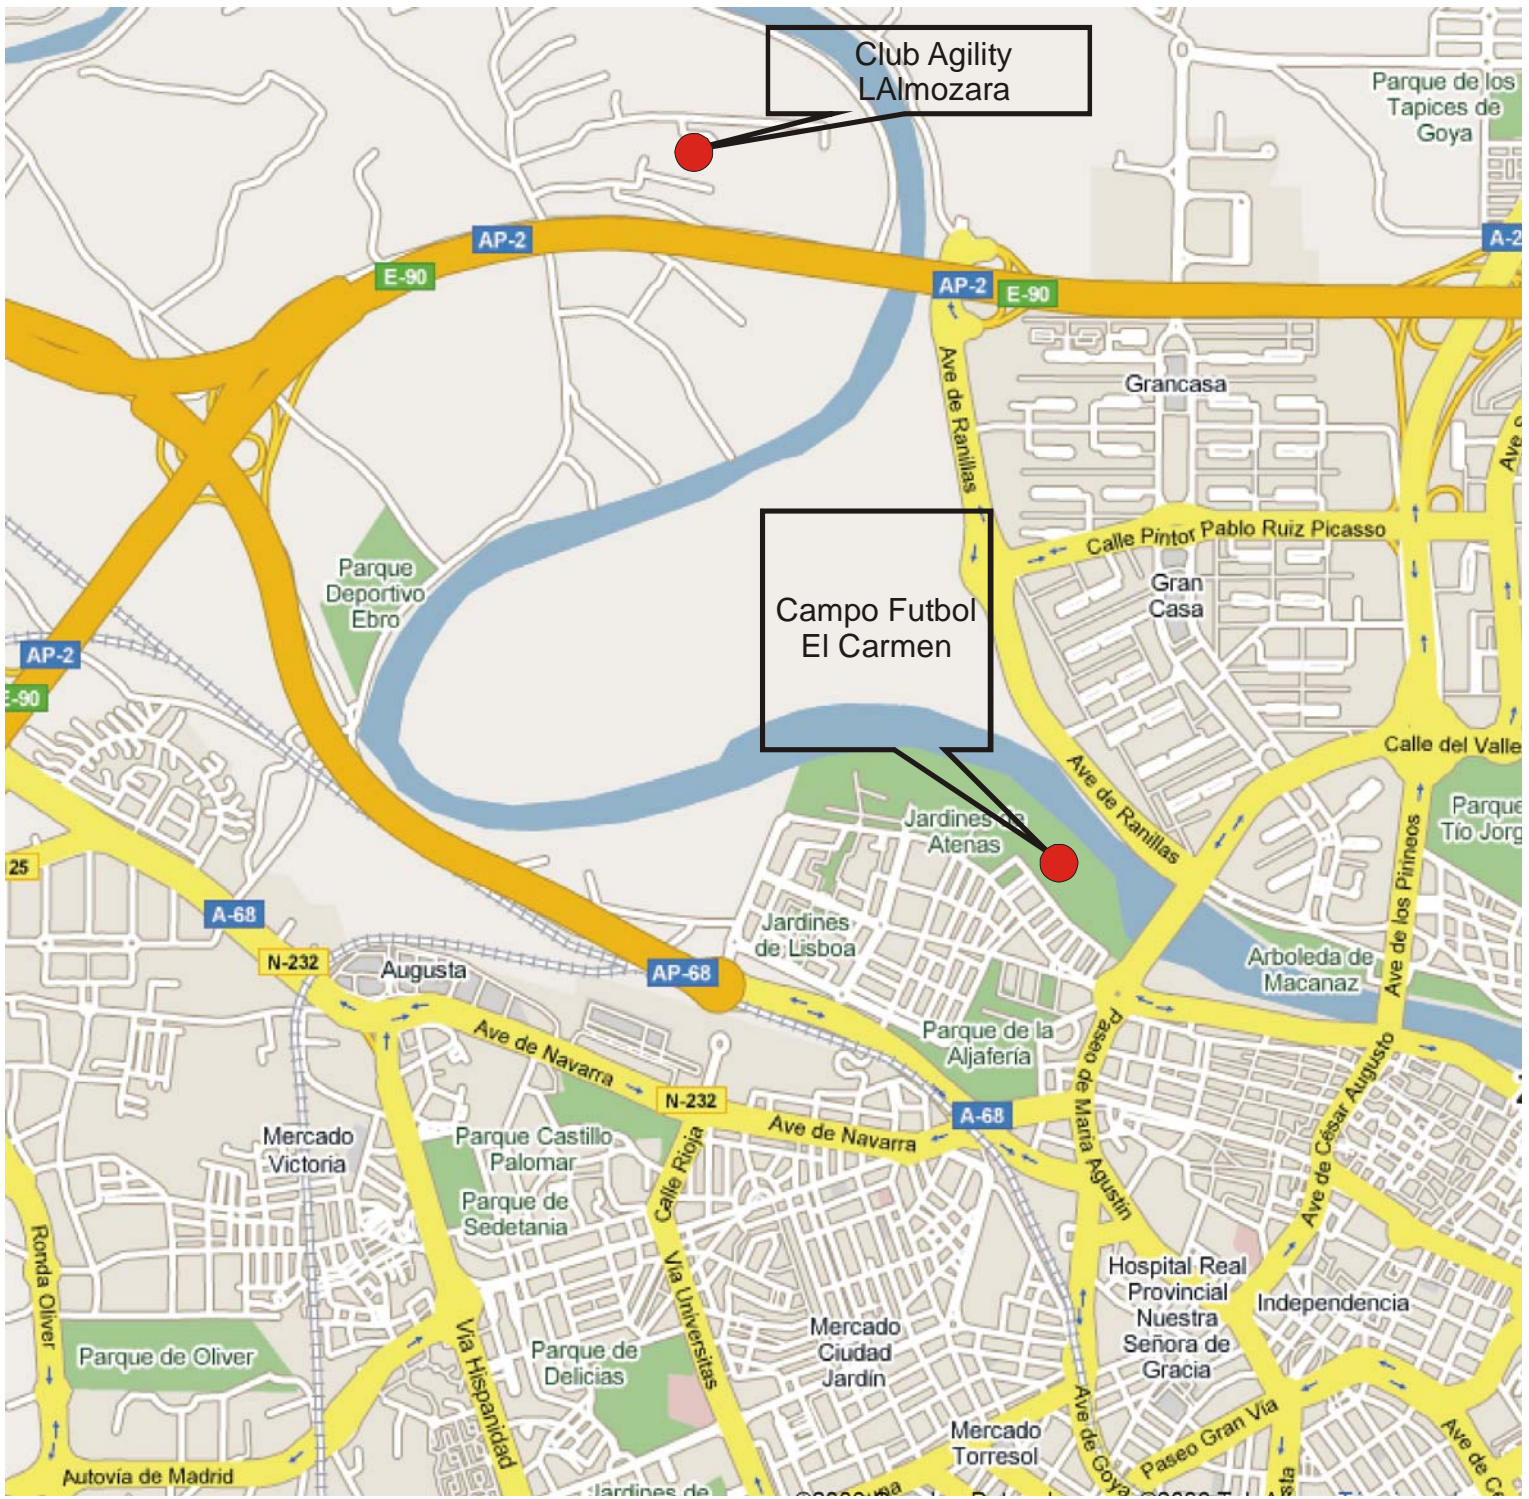 Club Agility
LAlmozara
Parque de los
Tapices de
Goya
AP-2
A-2
E-90
AP-2
E-90
Ave de Ranillas
Grancasa
Calle Pintor Pablo Ruiz Picasso
Parque
Deportivo
Ebro
Gran
Casa
Campo Futbol
El Carmen
AP-2
E-90
Calle del Valle
Ave de Ranillas
Parque
Tío Jorg
Jardines de
Atenas
Ave de los Pirineos
25
A-68
Jardines
de Lisboa
N-232
Augusta
AP-68
Arboleda de
Macanaz
Ave de Navarra
Parque de la
Aljafería
Paseo de María Agustín
Ave de César Augusto
N-232
A-68
Ave de Navarra
Mercado
Victoria
Parque Castillo
Palomar
Calle Rioja
Parque de
Sedetania
Ronda Oliver
Vía Universitas
Hospital Real
Provincial
Nuestra
Señora de
Gracia
Independencia
Parque de Oliver
Vía Hispanidad
Parque de
Delicias
Mercado
Ciudad
Jardín
Ave de Goya
Paseo Gran Vía
Mercado
Torresol
Autovía de Madrid
Jardines de